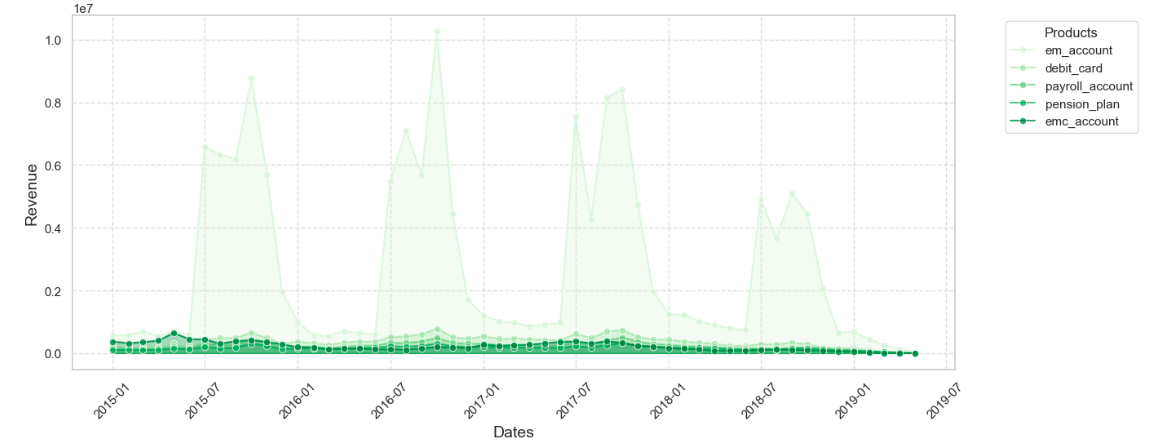 1e7
1.0
0.8
0.6
0.4
0.2
0.0
Revenue
2015-01
2015-07
2016-01
2016-07
2017-01
2017-07
2018-01
2018-07
2019-01
2019-07
Dates
Products
em_account
debit_card
payroll_account
pension_plan
emc_account